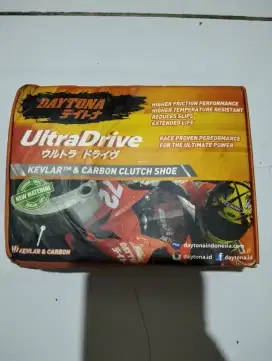 DAYTONA
デイトナ
HIGHER FRICTION PERFORMANCE
HIGHER TEMPERATURE RESISTANT
REDUCES SLIPS
EXTENDED LIFE
RACE PROVEN PERFORMANCE
FOR THE ULTIMATE POWER
UltraDrive
ウルトラ ドライヴ
KEVLAR™ & CARBON CLUTCH SHOE
NEW MATERIAL
KEVLAR & CARBON
daytonaindonesia.com
daytona.id
daytona.id